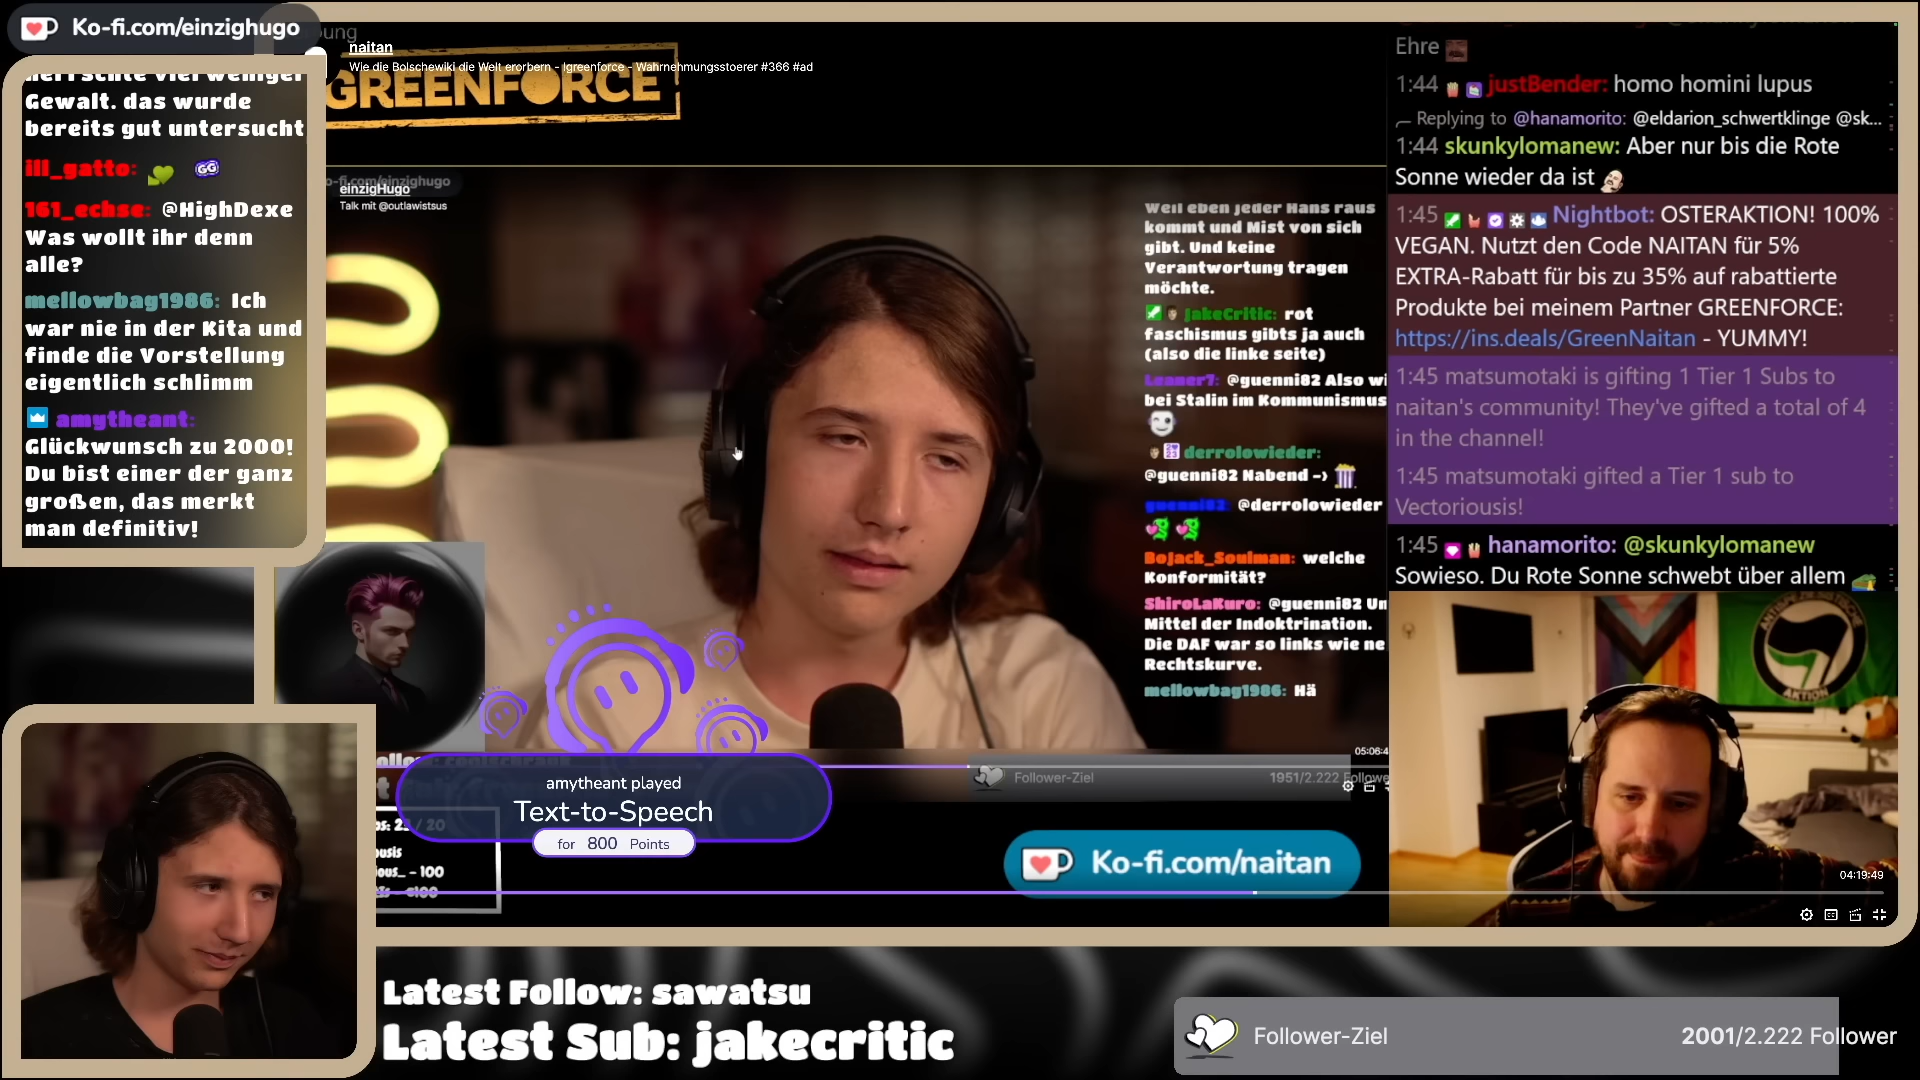 Ko-fi.com/einzighugo
herrschte viel weniger
Gewalt. das wurde
bereits gut untersucht
ill_gatto:
GG
161_echse: @HighDexe
Was wollt ihr denn
alle?
mellowbag1986: Ich
war nie in der Kita und
finde die Vorstellung
eigentlich schlimm
amytheant:
Glückwunsch zu 2000!
Du bist einer der ganz
großen, das merkt
man definitiv!
naitan
Wie die Bolschewiki die Welt erorbern - !greenforce - Wahrnehmungsstoerer #366 #ad
GREENFORCE
einzigHugo
Talk mit @outlawistsus
Weil eben jeder Hans raus
kommt und Mist von sich
gibt. Und keine
Verantwortung tragen
möchte.
JakeCritic: rot
faschismus gibts ja auch
(also die linke seite)
Leaner7: @guenni82 Also wi
bei Stalin im Kommunismus
derrolowieder:
@guenni82 Nabend ->
guenni82: @derrolowieder
BoJack_Soulman: welche
Konformität?
ShiroLaKuro: @guenni82 Un
Mittel der Indoktrination.
Die DAF war so links wie ne
Rechtskurve.
mellowbag1986: Hä
05:06:4
Follower-Ziel
1951/2.222 Followe
amytheant played
Text-to-Speech
for 800 Points
Ko-fi.com/naitan
Ehre
1:44 justBender: homo homini lupus
Replying to @hanamorito: @eldarion_schwertklinge @sk...
1:44 skunkylomanew: Aber nur bis die Rote
Sonne wieder da ist
1:45 Nightbot: OSTERAKTION! 100%
VEGAN. Nutzt den Code NAITAN für 5%
EXTRA-Rabatt für bis zu 35% auf rabattierte
Produkte bei meinem Partner GREENFORCE:
https://ins.deals/GreenNaitan - YUMMY!
1:45 matsumotaki is gifting 1 Tier 1 Subs to
naitan's community! They've gifted a total of 4
in the channel!
1:45 matsumotaki gifted a Tier 1 sub to
Vectoriousis!
1:45 hanamorito: @skunkylomanew
Sowieso. Du Rote Sonne schwebt über allem
AKTION
04:19:49
Latest Follow: sawatsu
Latest Sub: jakecritic
Follower-Ziel
2001/2.222 Follower